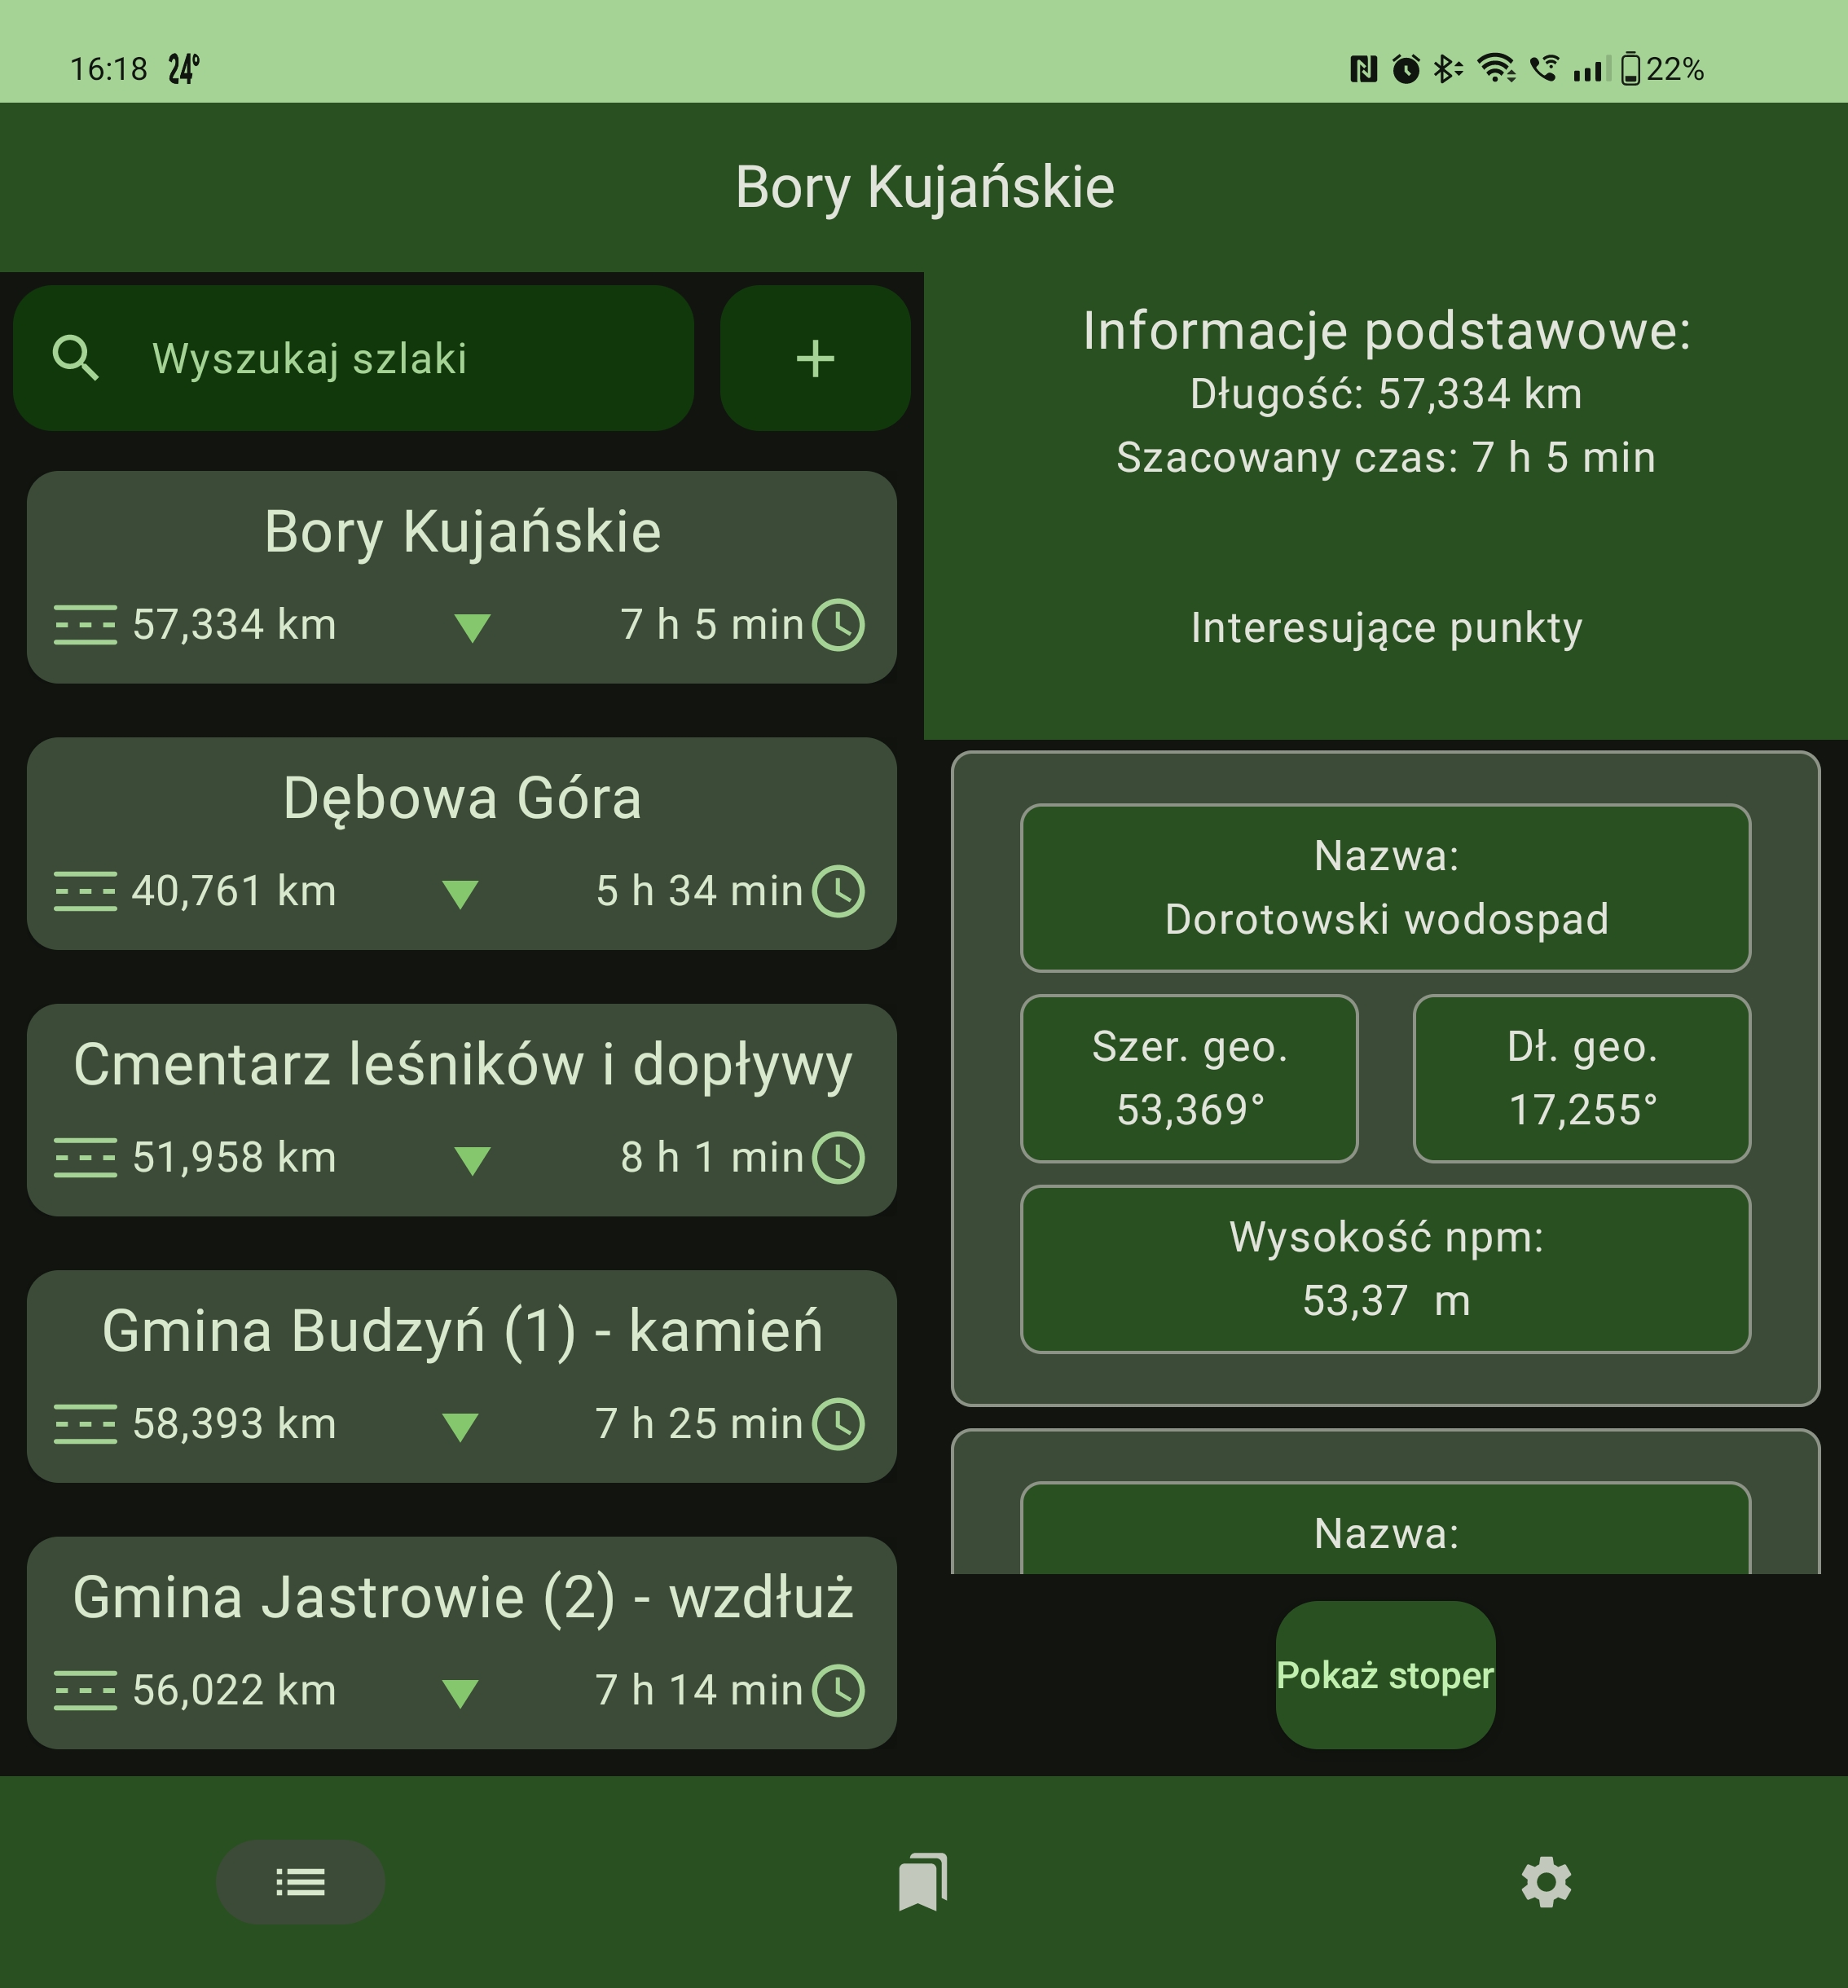 16:18 24° 22%
Bory Kujańskie
Wyszukaj szlaki
+
Bory Kujańskie
57,334 km 7 h 5 min
Dębowa Góra
40,761 km 5 h 34 min
Cmentarz leśników i dopływy
51,958 km 8 h 1 min
Gmina Budzyń (1) - kamień
58,393 km 7 h 25 min
Gmina Jastrowie (2) - wzdłuż
56,022 km 7 h 14 min
Informacje podstawowe:
Długość: 57,334 km
Szacowany czas: 7 h 5 min
Interesujące punkty
Nazwa:
Dorotowski wodospad
Szer. geo.
53,369°
Dł. geo.
17,255°
Wysokość npm:
53,37 m
Nazwa:
Pokaż stoper